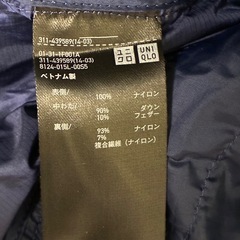 311-439589(14-03)
ユニクロ UNIQLO
01-31-1F001A
311-439589(14-03)
8124-015L-00S5
ベトナム製
表側: 100% ナイロン
中わた: 90% ダウン
10% フェザー
裏側: 93% ナイロン
7% 複合繊維
(ナイロン)